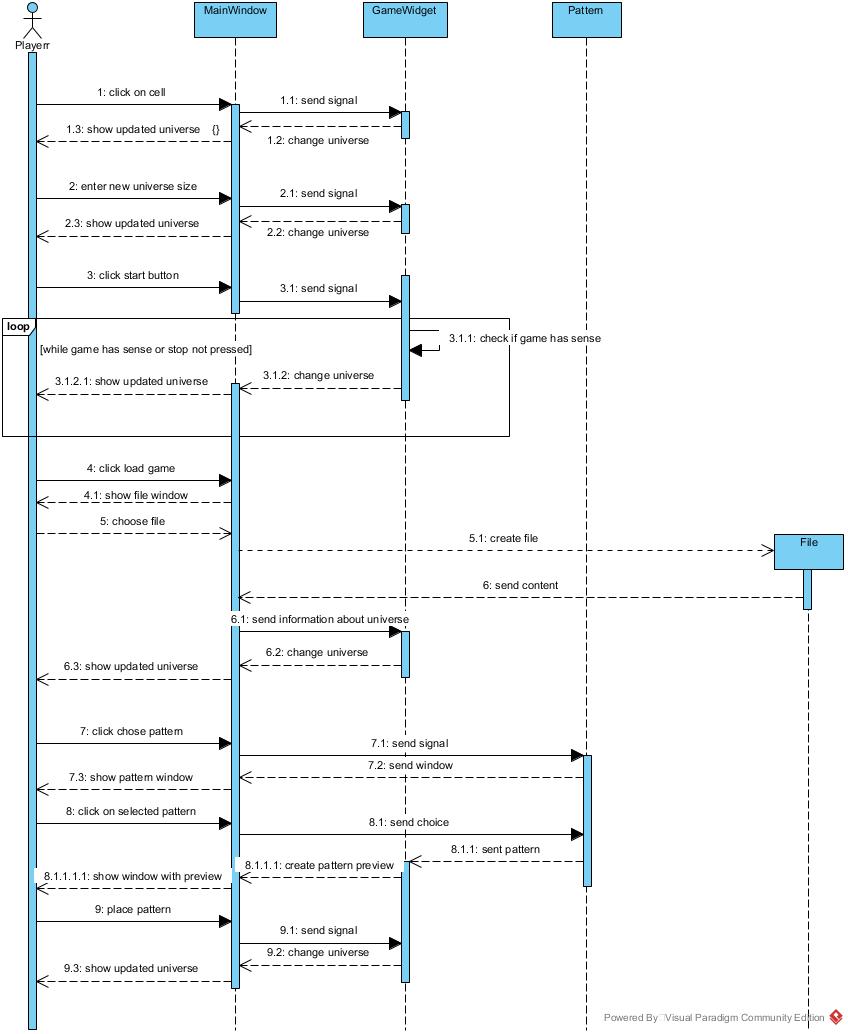 MainWindow
GameWidget
Pattern
Playerr
1: click on cell
1.1: send signal
1.3: show updated universe {}
1.2: change universe
2: enter new universe size
2.1: send signal
2.3: show updated universe
2.2: change universe
3: click start button
3.1: send signal
loop
3.1.1: check if game has sense
[while game has sense or stop not pressed]
3.1.2: change universe
3.1.2.1: show updated universe
4: click load game
4.1: show file window
5: choose file
5.1: create file
File
6: send content
6.1: send information about universe
6.2: change universe
6.3: show updated universe
7: click chose pattern
7.1: send signal
7.2: send window
7.3: show pattern window
8: click on selected pattern
8.1: send choice
8.1.1: sent pattern
8.1.1.1: create pattern preview
8.1.1.1.1: show window with preview
9: place pattern
9.1: send signal
9.2: change universe
9.3: show updated universe
Powered By Visual Paradigm Community Edition